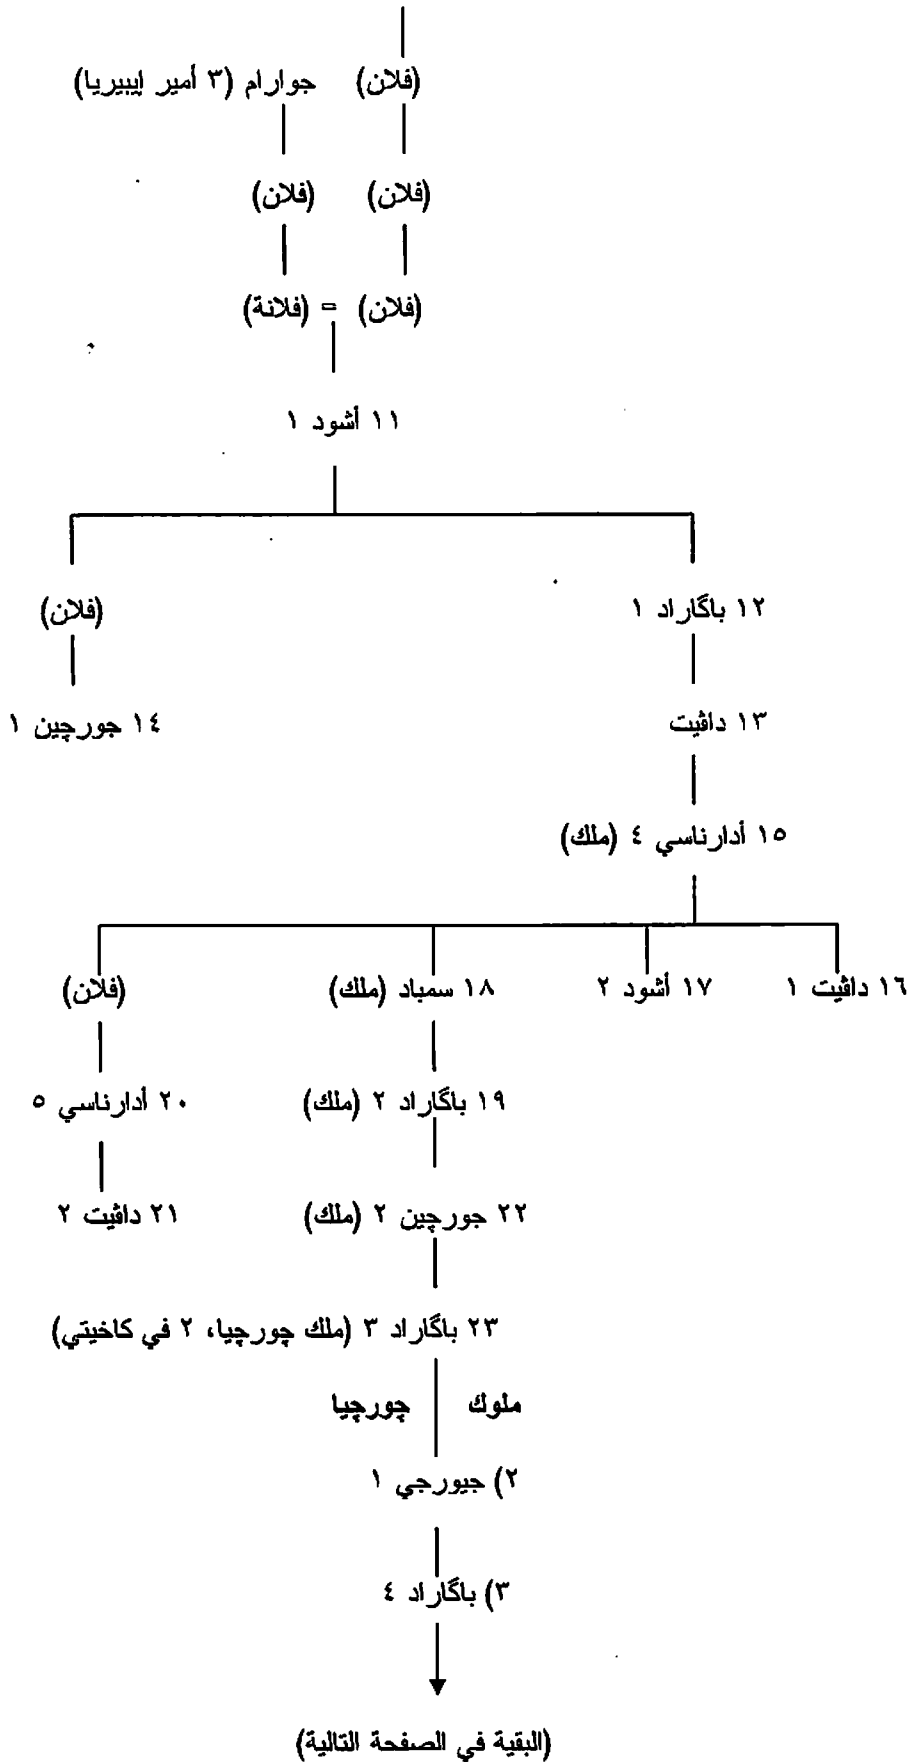 (فلان) جوارام (٣ أمير إيبيريا)
(فلان) (فلان)
(فلان) = (فلانة)
١١ أشود ١
١٢ باگاراد ١ (فلان)
١٣ داڤيت ١٤ جورچين ١
١٥ أدارناسي ٤ (ملك)
١٦ داڤيت ١ ١٧ أشود ٢ ١٨ سمباد (ملك) (فلان)
١٩ باگاراد ٢ (ملك) ٢٠ أدارناسي ٥
٢٢ جورچين ٢ (ملك) ٢١ داڤيت ٢
٢٣ باگاراد ٣ (ملك چورچيا، ٢ في كاخيتي)
ملوك چورچيا
٢) جيورجي ١
٣) باگاراد ٤
(البقية في الصفحة التالية)